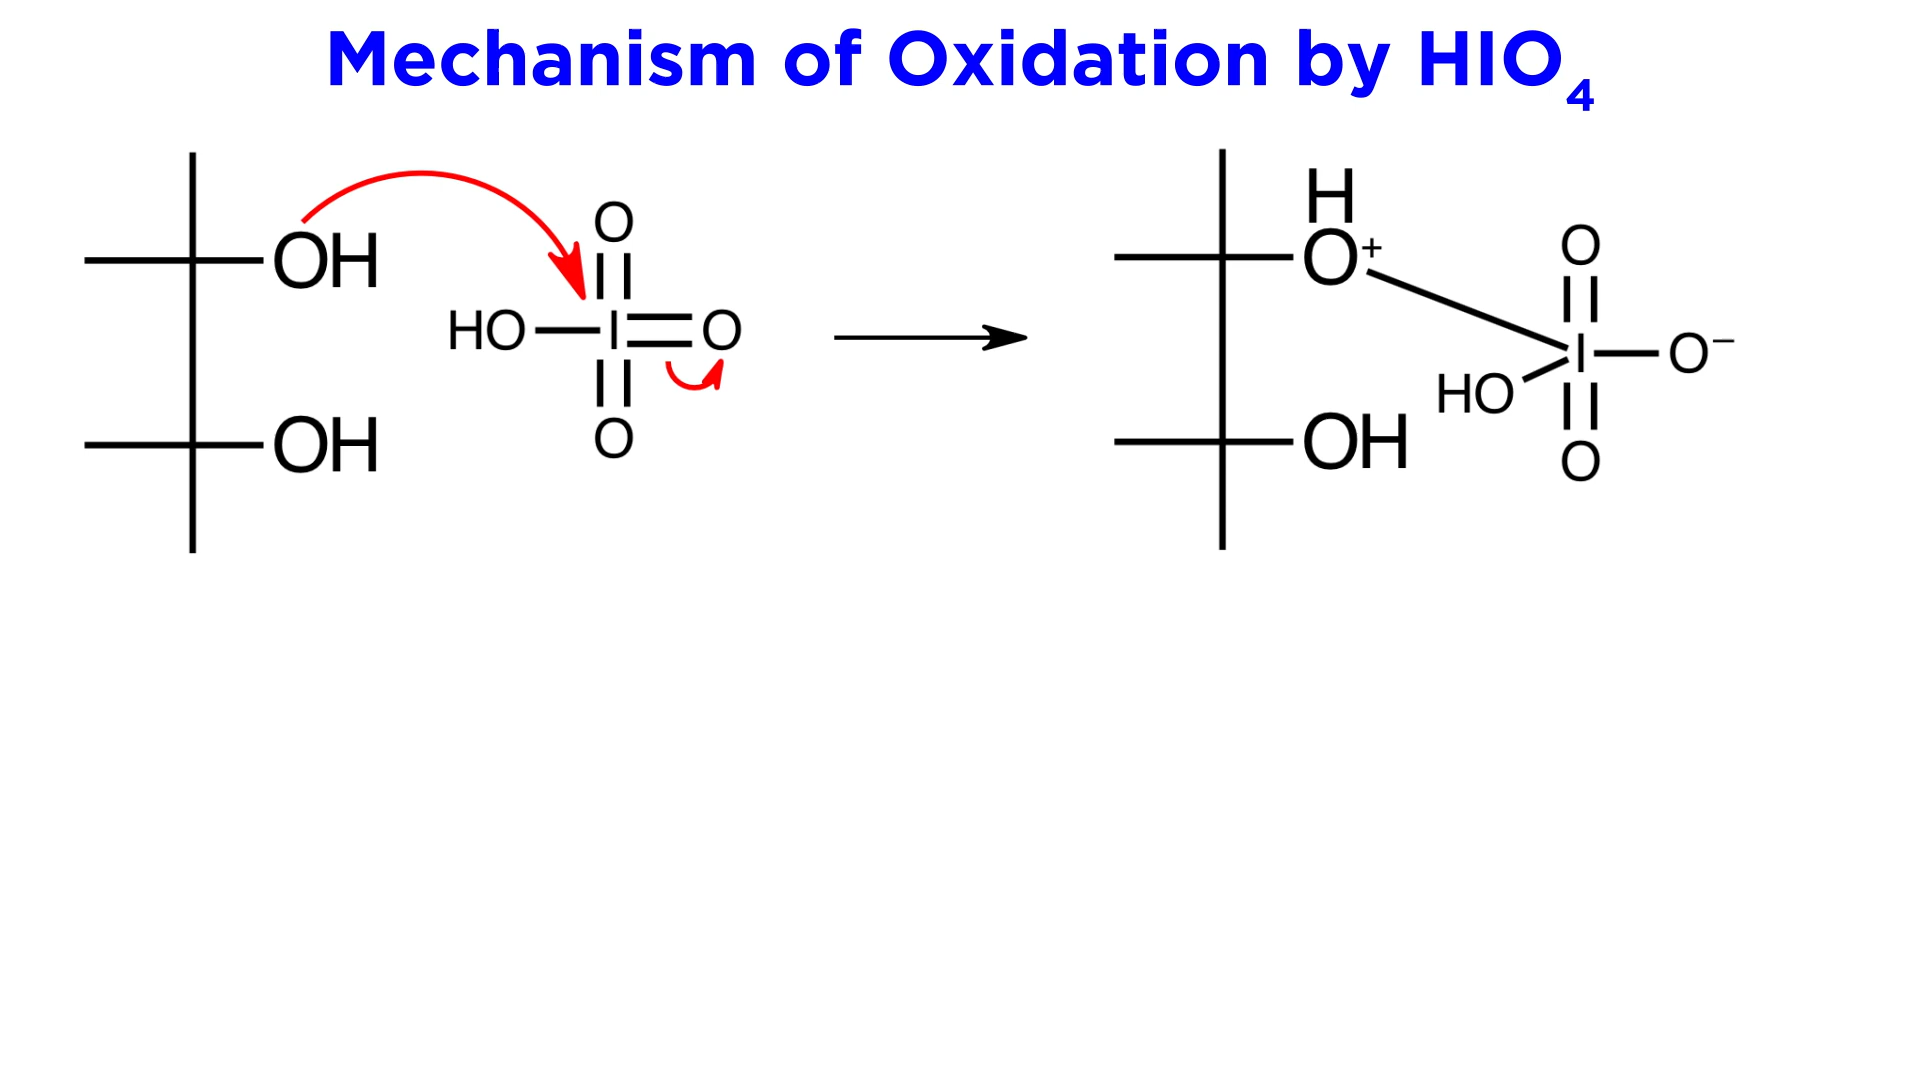 Mechanism of Oxidation by HIO₄
OH
O
HO I O
O
OH
H
O⁺
O
I O⁻
HO
OH
O